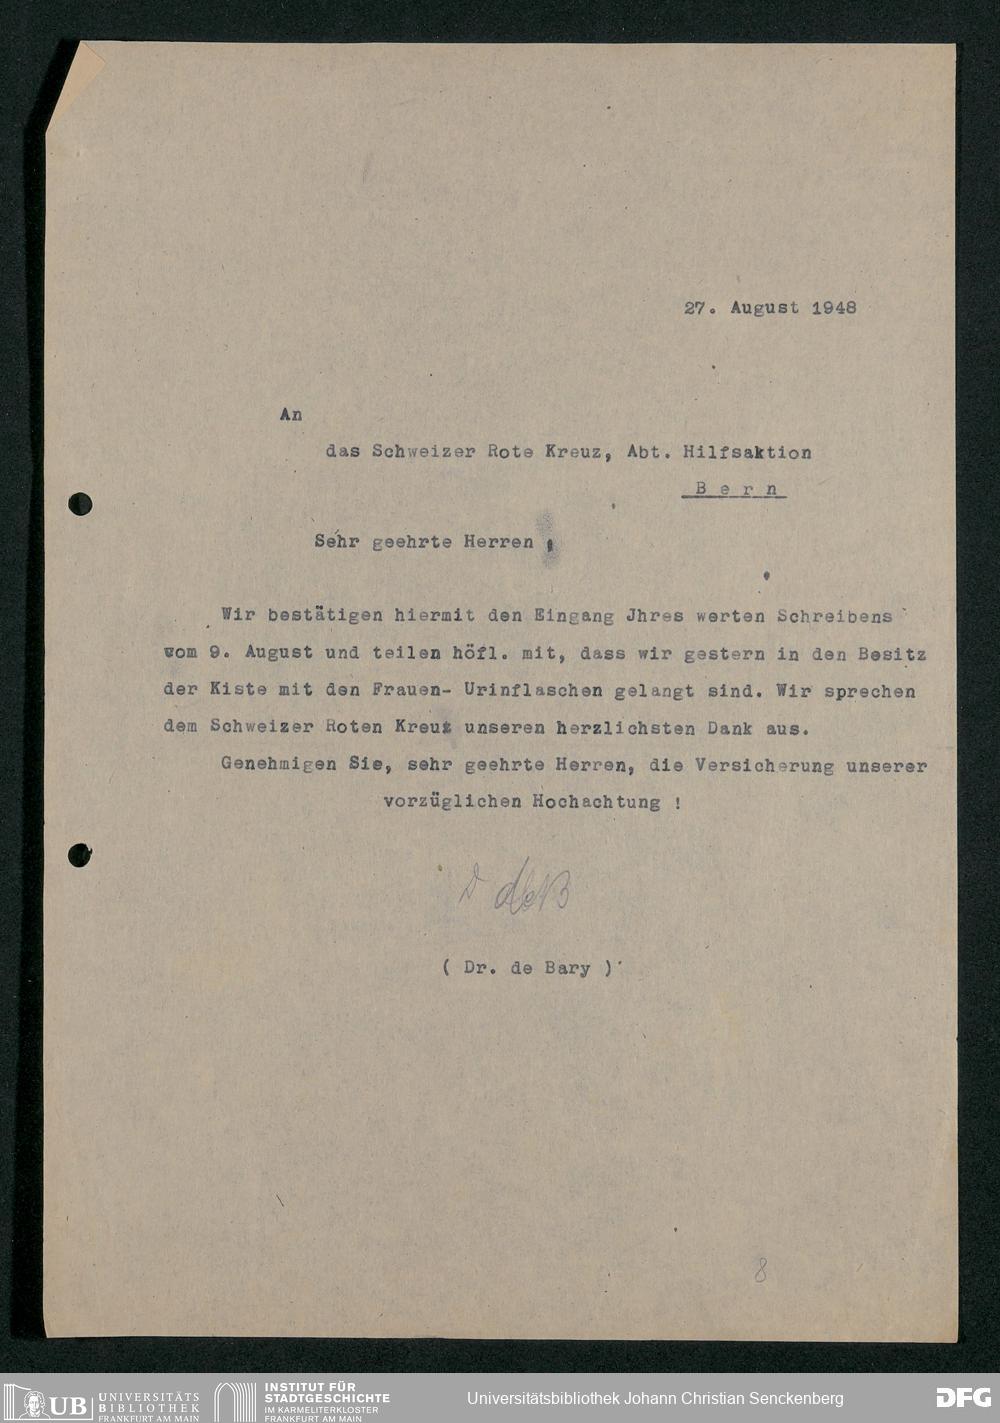 27. August 1948
An
das Schweizer Rote Kreuz, Abt. Hilfsaktion
B e r n
Sehr geehrte Herren ,
Wir bestätigen hiermit den Eingang Jhres werten Schreibens
vom 9. August und teilen höfl. mit, dass wir gestern in den Besitz
der Kiste mit den Frauen- Urinflaschen gelangt sind. Wir sprechen
dem Schweizer Roten Kreuz unseren herzlichsten Dank aus.
Genehmigen Sie, sehr geehrte Herren, die Versicherung unserer
vorzüglichen Hochachtung !
( Dr. de Bary )
8
UB UNIVERSITÄTS
BIBLIOTHEK
FRANKFURT AM MAIN
INSTITUT FÜR
STADTGESCHICHTE
IM KARMELITERKLOSTER
FRANKFURT AM MAIN
Universitätsbibliothek Johann Christian Senckenberg
DFG